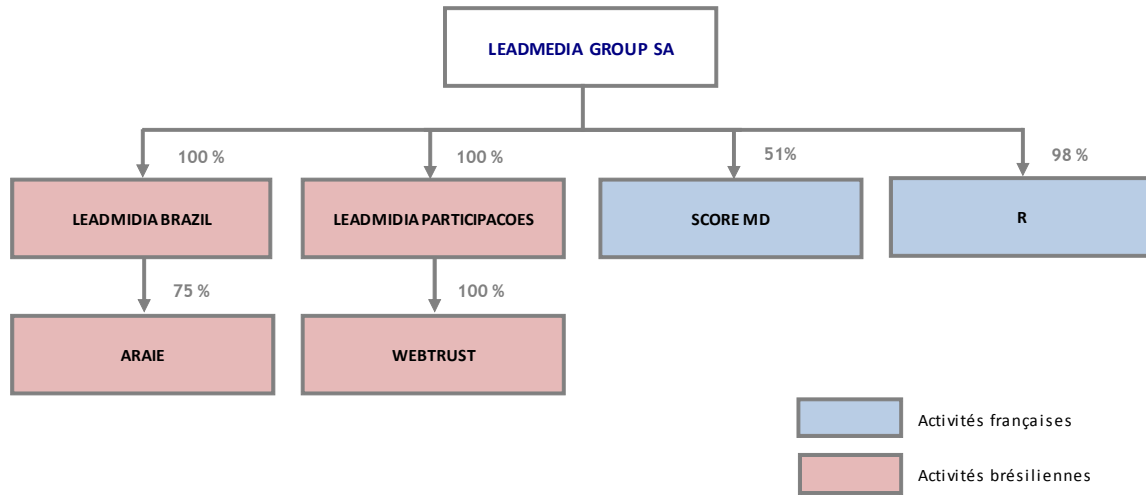 LEADMEDIA GROUP SA
100 %
100 %
51%
98 %
LEADMIDIA BRAZIL
LEADMIDIA PARTICIPACOES
SCORE MD
R
75 %
100 %
ARAIE
WEBTRUST
Activités françaises
Activités brésiliennes